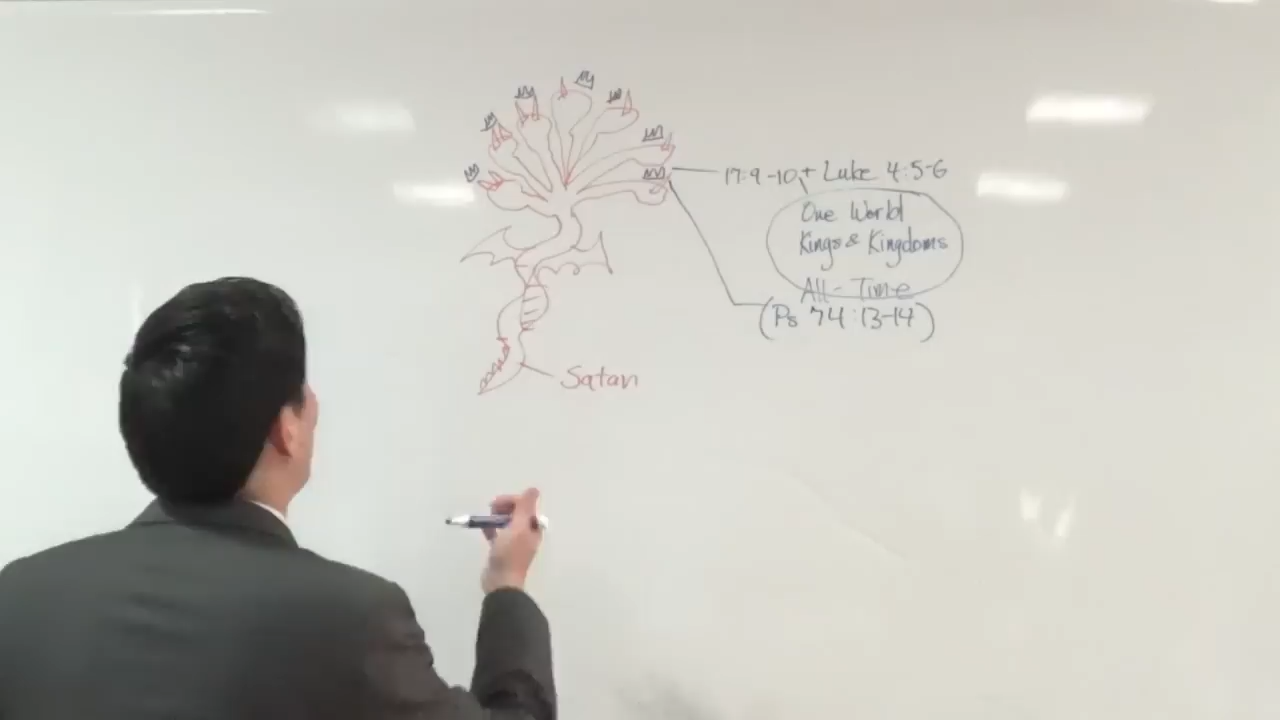 17:9-10 + Luke 4:5-6
One World
Kings & Kingdoms
All-Time
(Ps 74:13-14)
Satan